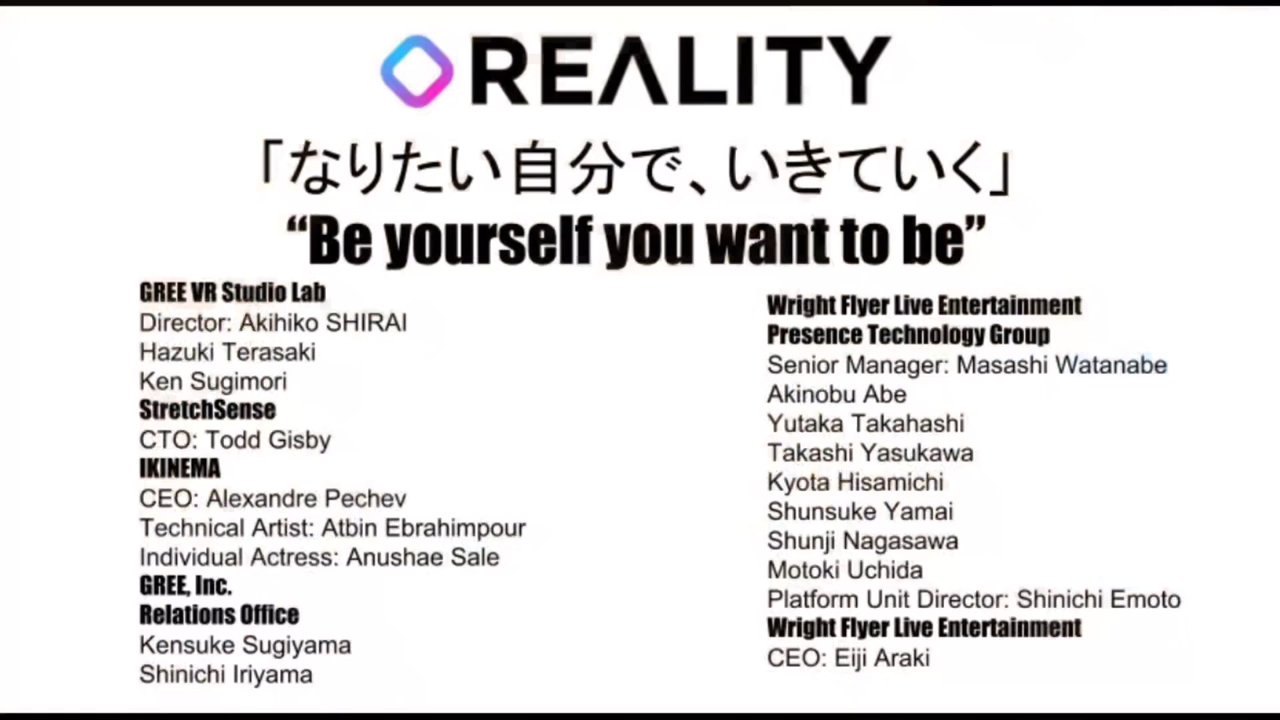 REALITY
「なりたい自分で、いきていく」
“Be yourself you want to be”
GREE VR Studio Lab
Director: Akihiko SHIRAI
Hazuki Terasaki
Ken Sugimori
StretchSense
CTO: Todd Gisby
IKINEMA
CEO: Alexandre Pechev
Technical Artist: Atbin Ebrahimpour
Individual Actress: Anushae Sale
GREE, Inc.
Relations Office
Kensuke Sugiyama
Shinichi Iriyama
Wright Flyer Live Entertainment
Presence Technology Group
Senior Manager: Masashi Watanabe
Akinobu Abe
Yutaka Takahashi
Takashi Yasukawa
Kyota Hisamichi
Shunsuke Yamai
Shunji Nagasawa
Motoki Uchida
Platform Unit Director: Shinichi Emoto
Wright Flyer Live Entertainment
CEO: Eiji Araki